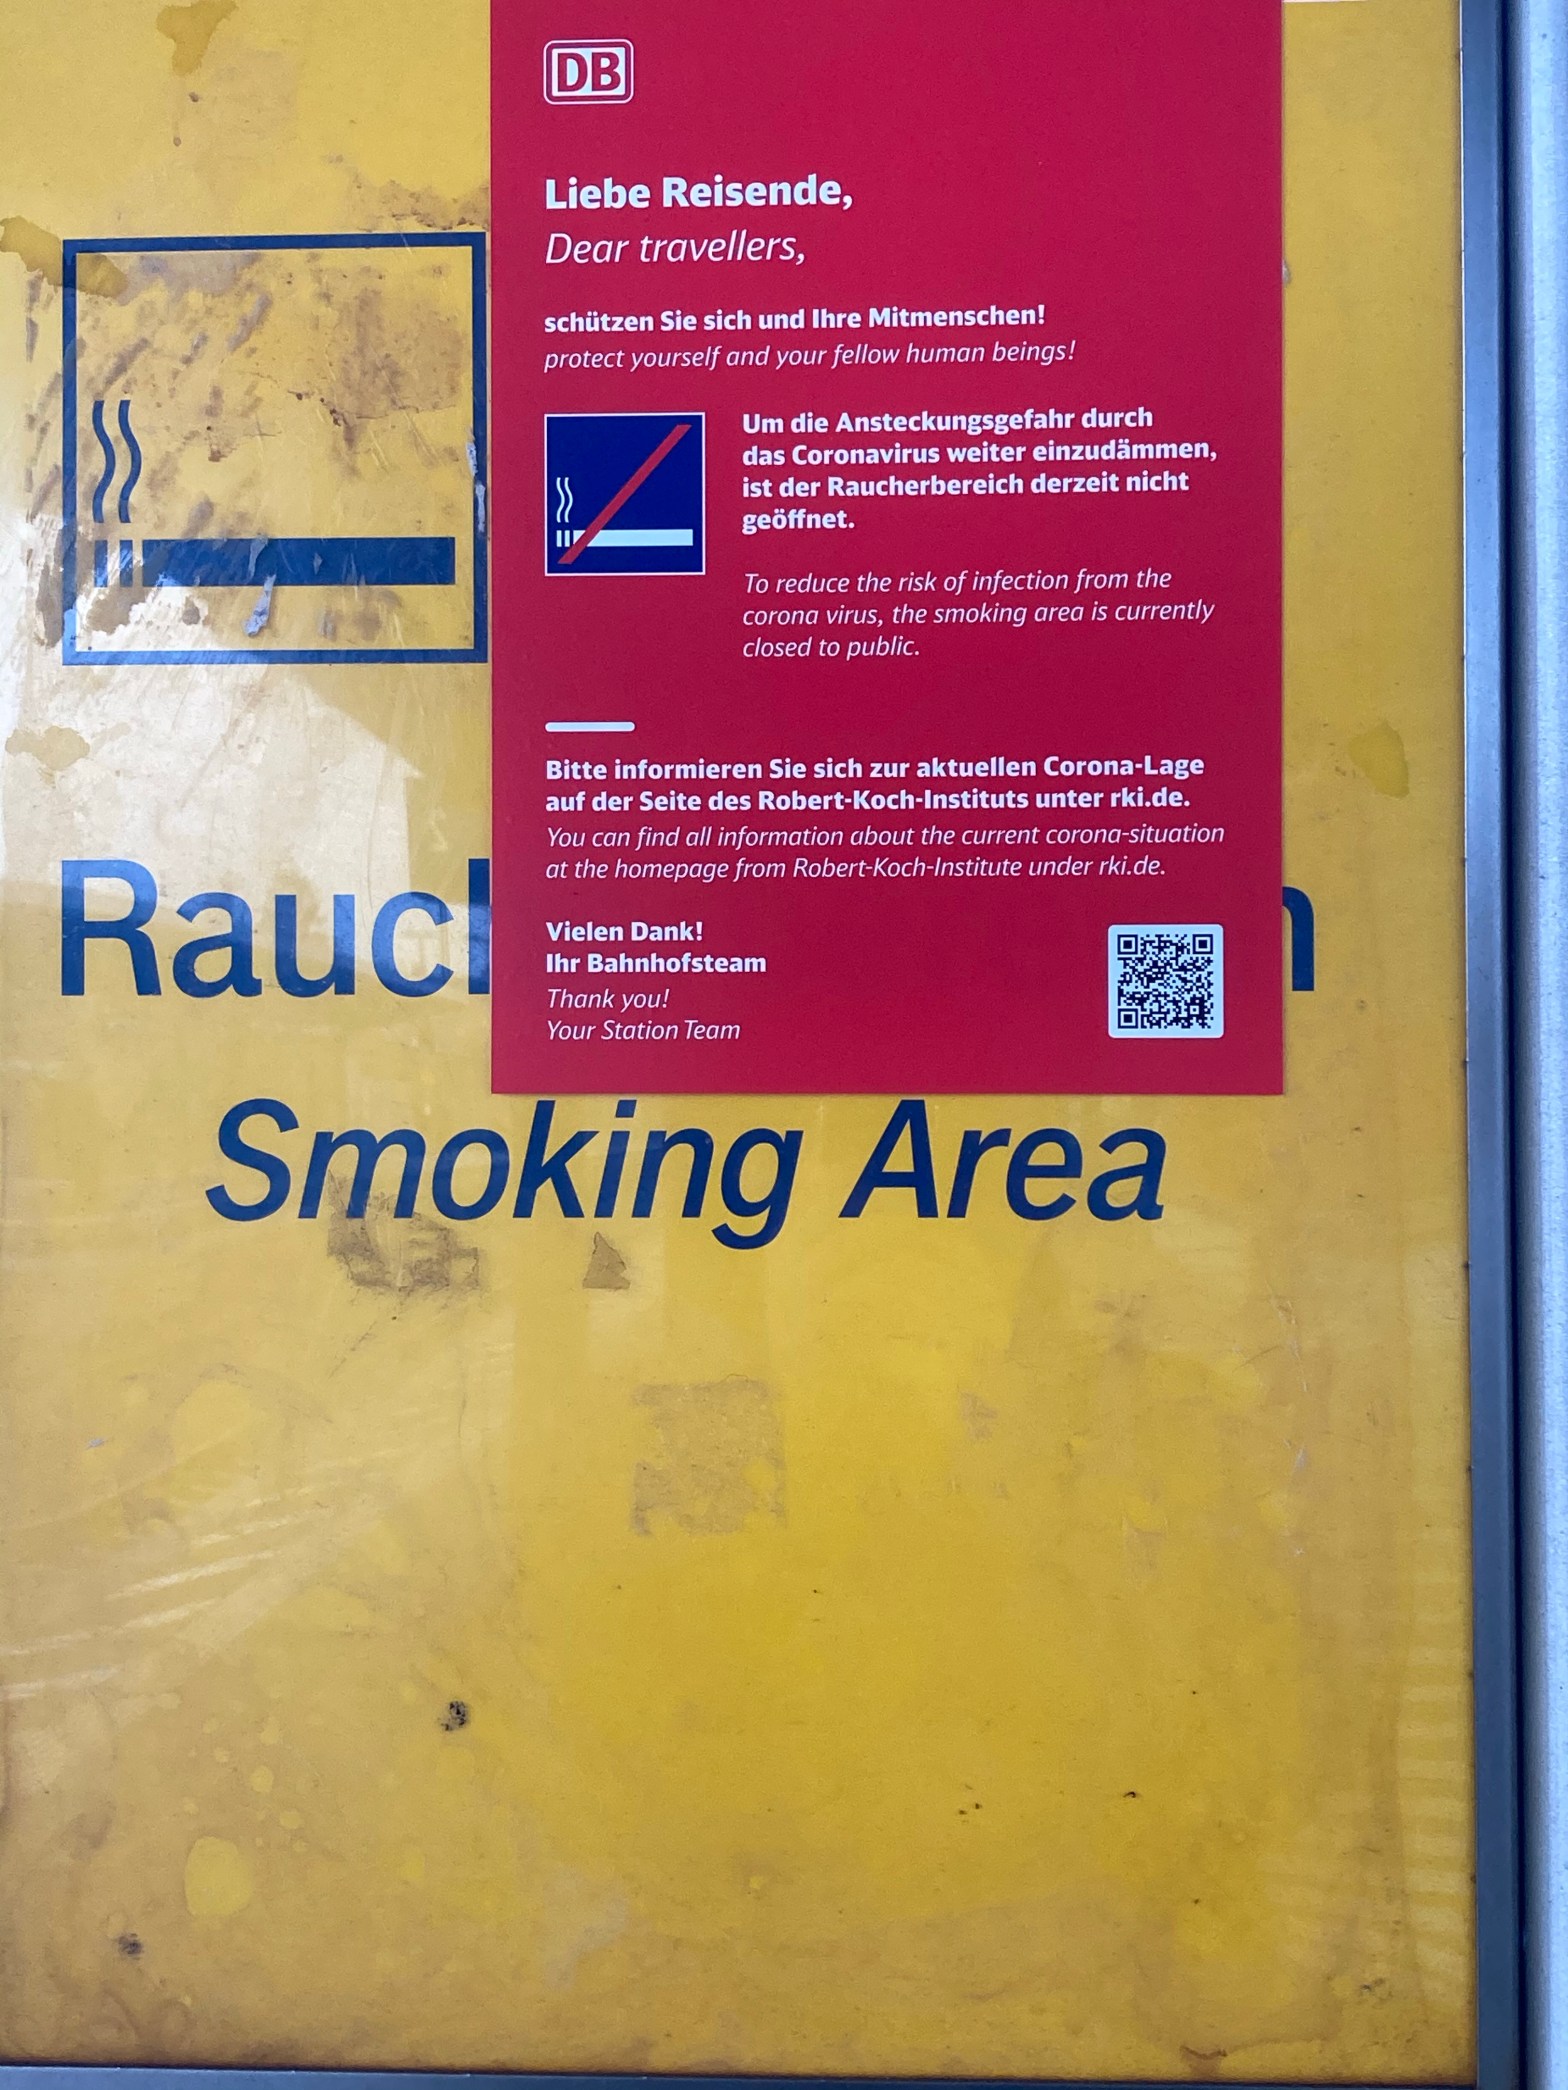 DB
Liebe Reisende,
Dear travellers,
schützen Sie sich und Ihre Mitmenschen!
protect yourself and your fellow human beings!
Um die Ansteckungsgefahr durch
das Coronavirus weiter einzudämmen,
ist der Raucherbereich derzeit nicht
geöffnet.
To reduce the risk of infection from the
corona virus, the smoking area is currently
closed to public.
Bitte informieren Sie sich zur aktuellen Corona-Lage
auf der Seite des Robert-Koch-Instituts unter rki.de.
You can find all information about the current corona-situation
at the homepage from Robert-Koch-Institute under rki.de.
Vielen Dank!
Ihr Bahnhofsteam
Thank you!
Your Station Team
Smoking Area